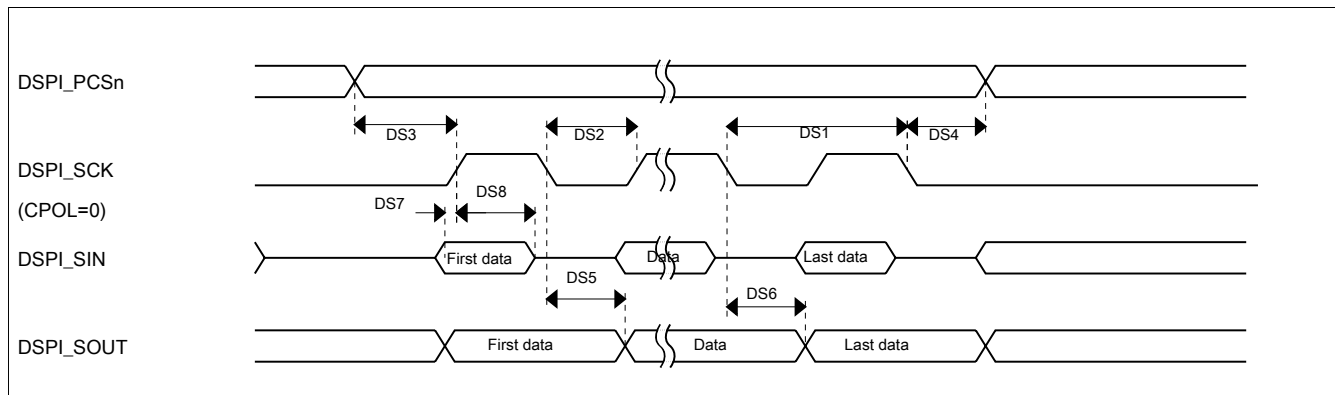 DSPI_PCSn
DS3
DS2
DS1
DS4
DSPI_SCK
(CPOL=0)
DS7
DS8
DSPI_SIN
First data
Data
Last data
DS5
DS6
DSPI_SOUT
First data
Data
Last data